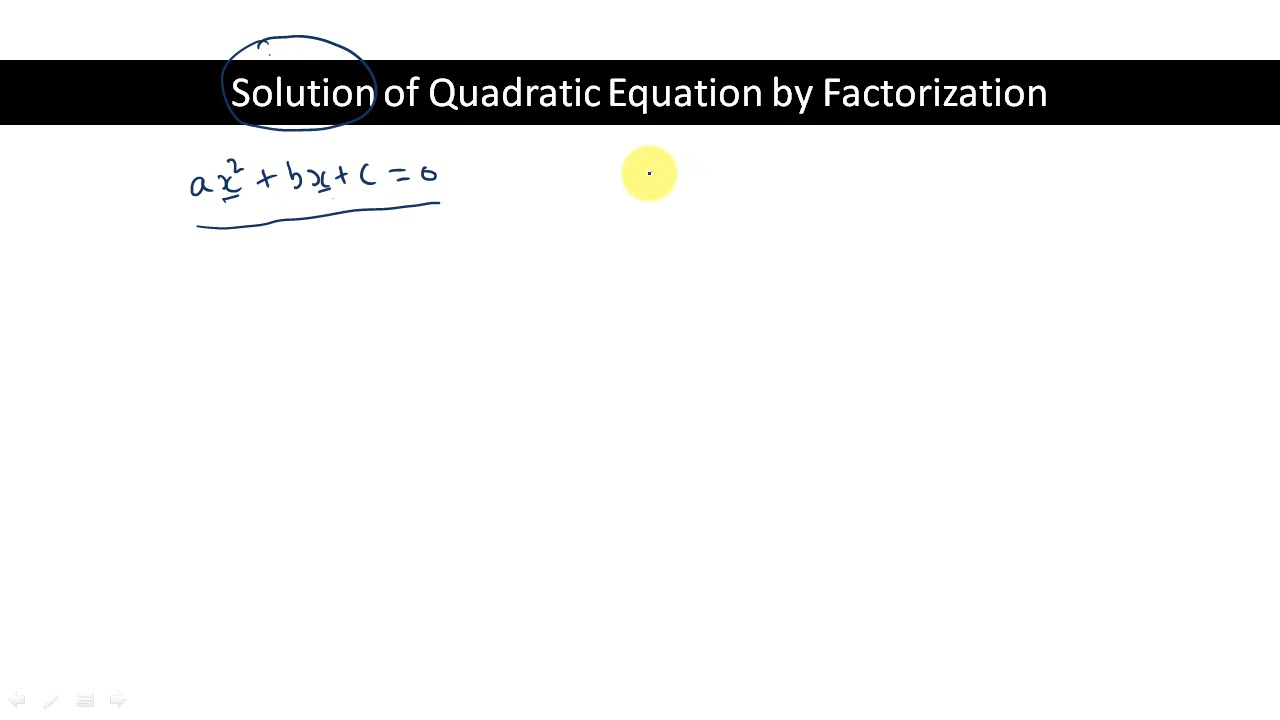 Solution of Quadratic Equation by Factorization
ax² + bx + c = 0